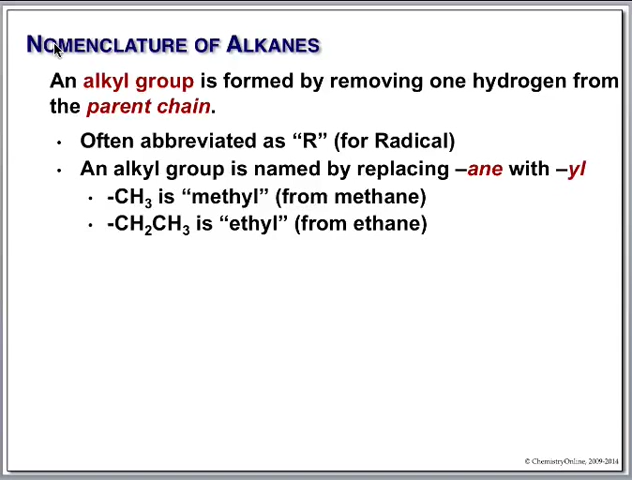 NOMENCLATURE OF ALKANES
An alkyl group is formed by removing one hydrogen from
the parent chain.
• Often abbreviated as “R” (for Radical)
• An alkyl group is named by replacing –ane with –yl
• -CH₃ is “methyl” (from methane)
• -CH₂CH₃ is “ethyl” (from ethane)
© ChemistryOnline, 2009-2014